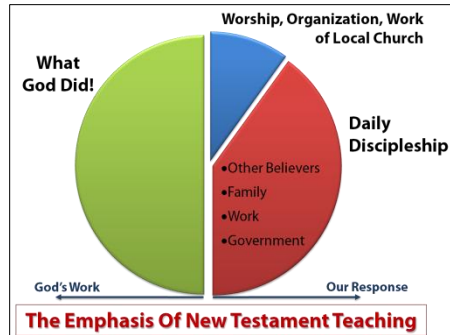 Worship, Organization, Work
of Local Church
What
God Did!
Daily
Discipleship
•Other Believers
•Family
•Work
•Government
God's Work
Our Response
The Emphasis Of New Testament Teaching